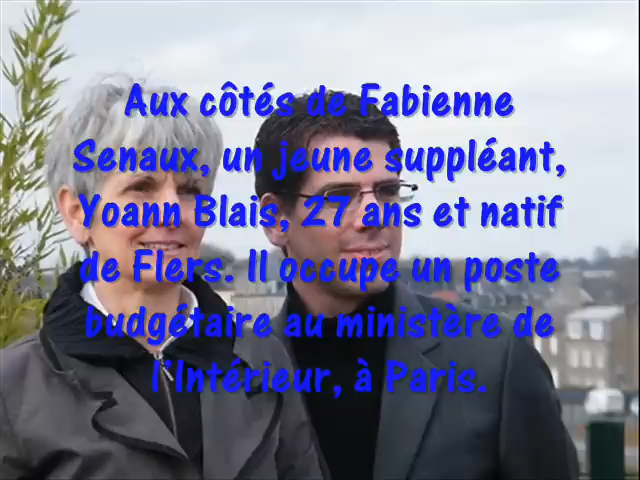 Aux côtés de Fabienne
Senaux, un jeune suppléant,
Yoann Blais, 27 ans et natif
de Flers. Il occupe un poste
budgétaire au ministère de
l'Intérieur, à Paris.